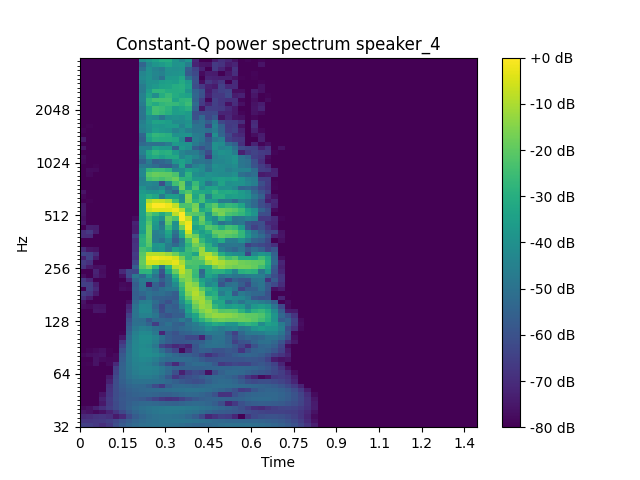 Constant-Q power spectrum speaker_4
Hz
2048
1024
512
256
128
64
32
0 0.15 0.3 0.45 0.6 0.75 0.9 1.1 1.2 1.4
Time
+0 dB
-10 dB
-20 dB
-30 dB
-40 dB
-50 dB
-60 dB
-70 dB
-80 dB